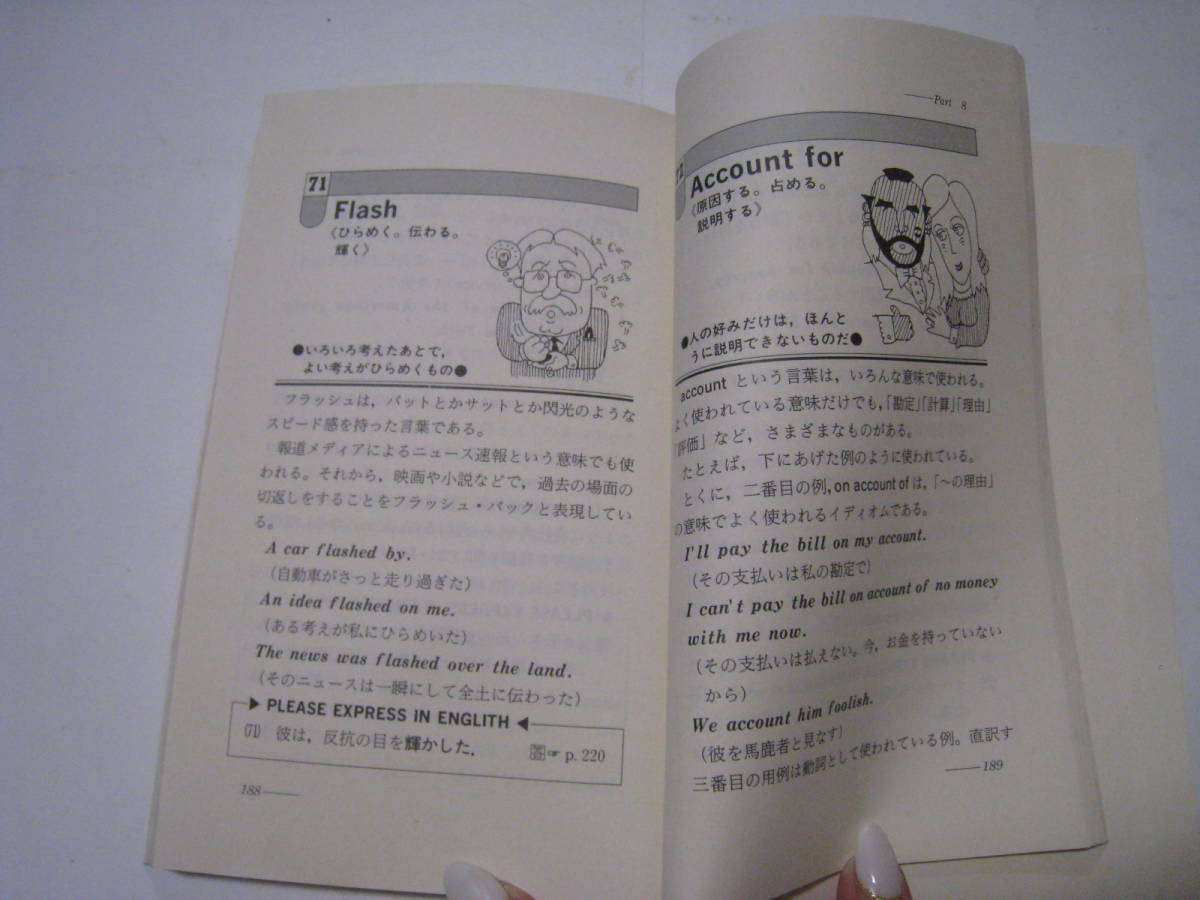 71
Flash
〈ひらめく。伝わる。
輝く〉
●いろいろ考えたあとで,
よい考えがひらめくもの●
フラッシュは,パットとかサットとか閃光のような
スピード感を持った言葉である。
報道メディアによるニュース速報という意味でも使
われる。それから,映画や小説などで,過去の場面の
切返しをすることをフラッシュ・バックと表現してい
る。
A car flashed by.
(自動車がさっと走り過ぎた)
An idea flashed on me.
(ある考えが私にひらめいた)
The news was flashed over the land.
(そのニュースは一瞬にして全土に伝わった)
▶ PLEASE EXPRESS IN ENGLITH ◀
(71) 彼は,反抗の目を輝かした. ☞ p.220
188
Part 8
72
Account for
〈原因する。占める。
説明する〉
●人の好みだけは,ほんと
うに説明できないものだ●
account という言葉は,いろんな意味で使われる。
よく使われている意味だけでも,「勘定」「計算」「理由」
「評価」など,さまざまなものがある。
たとえば,下にあげた例のように使われている。
とくに,二番目の例, on account of は,「〜の理由」
の意味でよく使われるイディオムである。
I'll pay the bill on my account.
(その支払いは私の勘定で)
I can't pay the bill on account of no money
with me now.
(その支払いは払えない。今,お金を持っていない
から)
We account him foolish.
(彼を馬鹿者と見なす)
三番目の用例は動詞として使われている例。直訳す
189